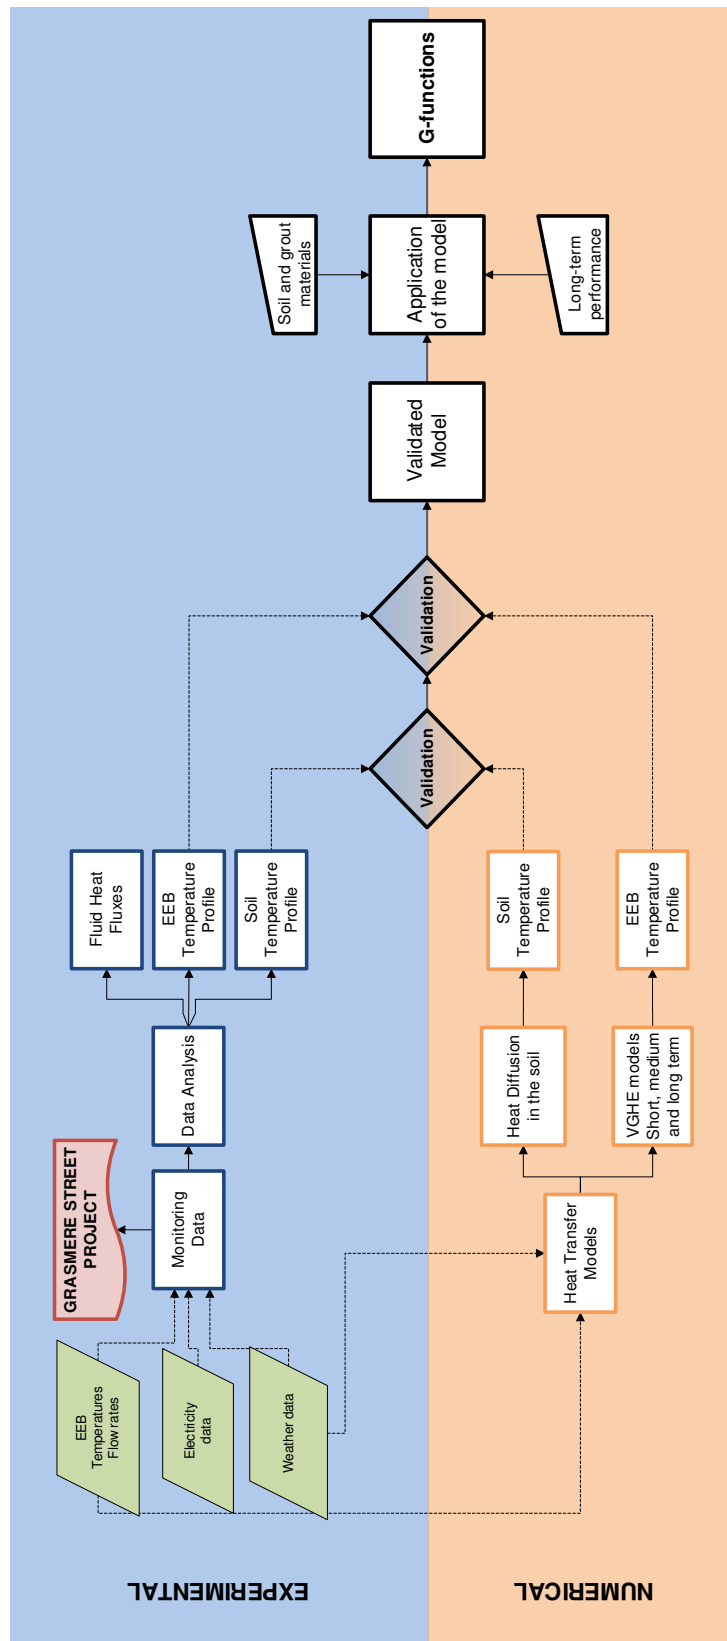 EXPERIMENTAL
EEB
Temperatures
Flow rates
Electricity
data
Weather data
GRASMERE STREET
PROJECT
Monitoring
Data
Data Analysis
Fluid Heat
Fluxes
EEB
Temperature
Profile
Soil
Temperature
Profile
Validation
Validation
Validated
Model
Soil and grout
materials
Application
of the model
Long-term
performance
G-functions
NUMERICAL
Heat Transfer
Models
Heat Diffusion
in the soil
VGHE models
Short, medium
and long term
Soil
Temperature
Profile
EEB
Temperature
Profile